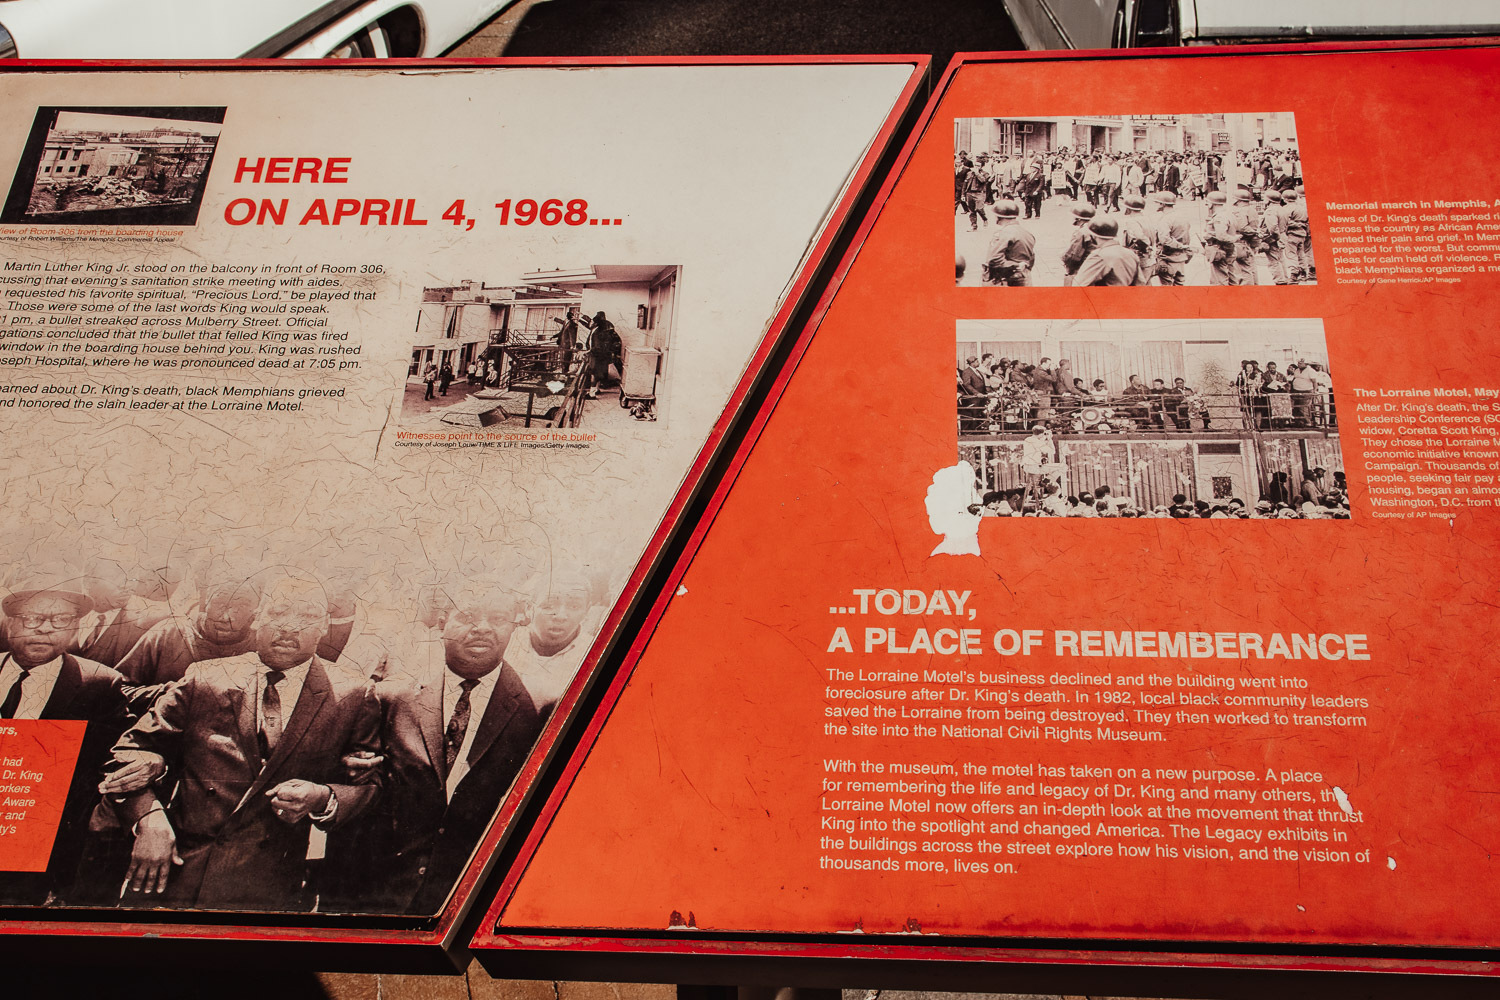 HERE
ON APRIL 4, 1968...
View of Room 306 from the boarding house
Courtesy of Robert Williams/The Memphis Commercial Appeal
Martin Luther King Jr. stood on the balcony in front of Room 306,
cussing that evening's sanitation strike meeting with aides.
requested his favorite spiritual, "Precious Lord," be played that
. Those were some of the last words King would speak.
1 pm, a bullet streaked across Mulberry Street. Official
gations concluded that the bullet that felled King was fired
window in the boarding house behind you. King was rushed
oseph Hospital, where he was pronounced dead at 7:05 pm.
earned about Dr. King's death, black Memphians grieved
nd honored the slain leader at the Lorraine Motel.
Witnesses point to the source of the bullet
Courtesy of Joseph Louw/TIME & LIFE Images/Getty Images
ers,
had
Dr. King
orkers
Aware
r and
ty's
Memorial march in Memphis, A
News of Dr. King's death sparked ri
across the country as African Ame
vented their pain and grief. In Mem
prepared for the worst. But commu
pleas for calm held off violence. R
black Memphians organized a me
Courtesy of Gene Herrick/AP Images
The Lorraine Motel, May
After Dr. King's death, the S
Leadership Conference (SC
widow, Coretta Scott King,
They chose the Lorraine M
economic initiative known
Campaign. Thousands of
people, seeking fair pay a
housing, began an almos
Washington, D.C. from th
Courtesy of AP Images
...TODAY,
A PLACE OF REMEMBERANCE
The Lorraine Motel's business declined and the building went into
foreclosure after Dr. King's death. In 1982, local black community leaders
saved the Lorraine from being destroyed. They then worked to transform
the site into the National Civil Rights Museum.
With the museum, the motel has taken on a new purpose. A place
for remembering the life and legacy of Dr. King and many others, th
Lorraine Motel now offers an in-depth look at the movement that thrust
King into the spotlight and changed America. The Legacy exhibits in
the buildings across the street explore how his vision, and the vision of
thousands more, lives on.